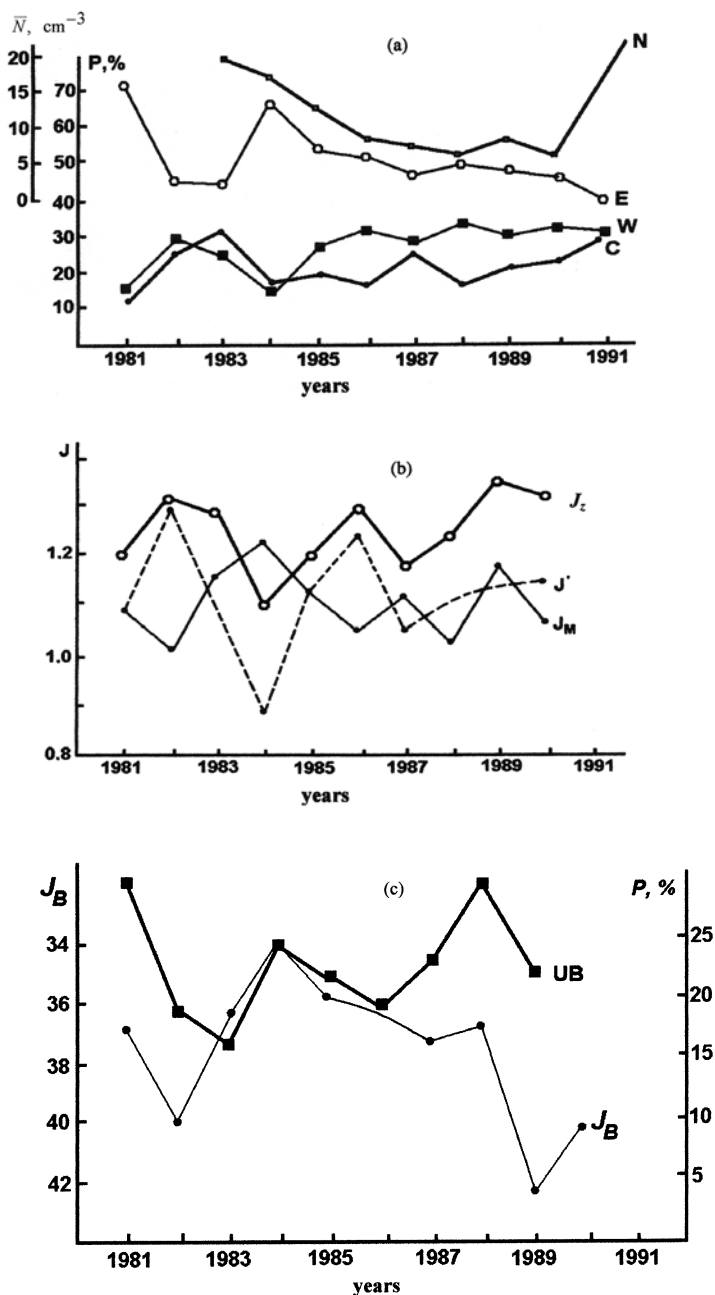 N̅, cm⁻³
(a)
20
15
10
5
0
P,%
70
60
50
40
30
20
10
N
E
W
C
1981 1983 1985 1987 1989 1991
years
J
(b)
1.2
1.0
0.8
J_z
J'
J_M
1981 1983 1985 1987 1989 1991
years
J_B
(c)
P, %
34
36
38
40
42
25
20
15
10
5
UB
J_B
1981 1983 1985 1987 1989 1991
years